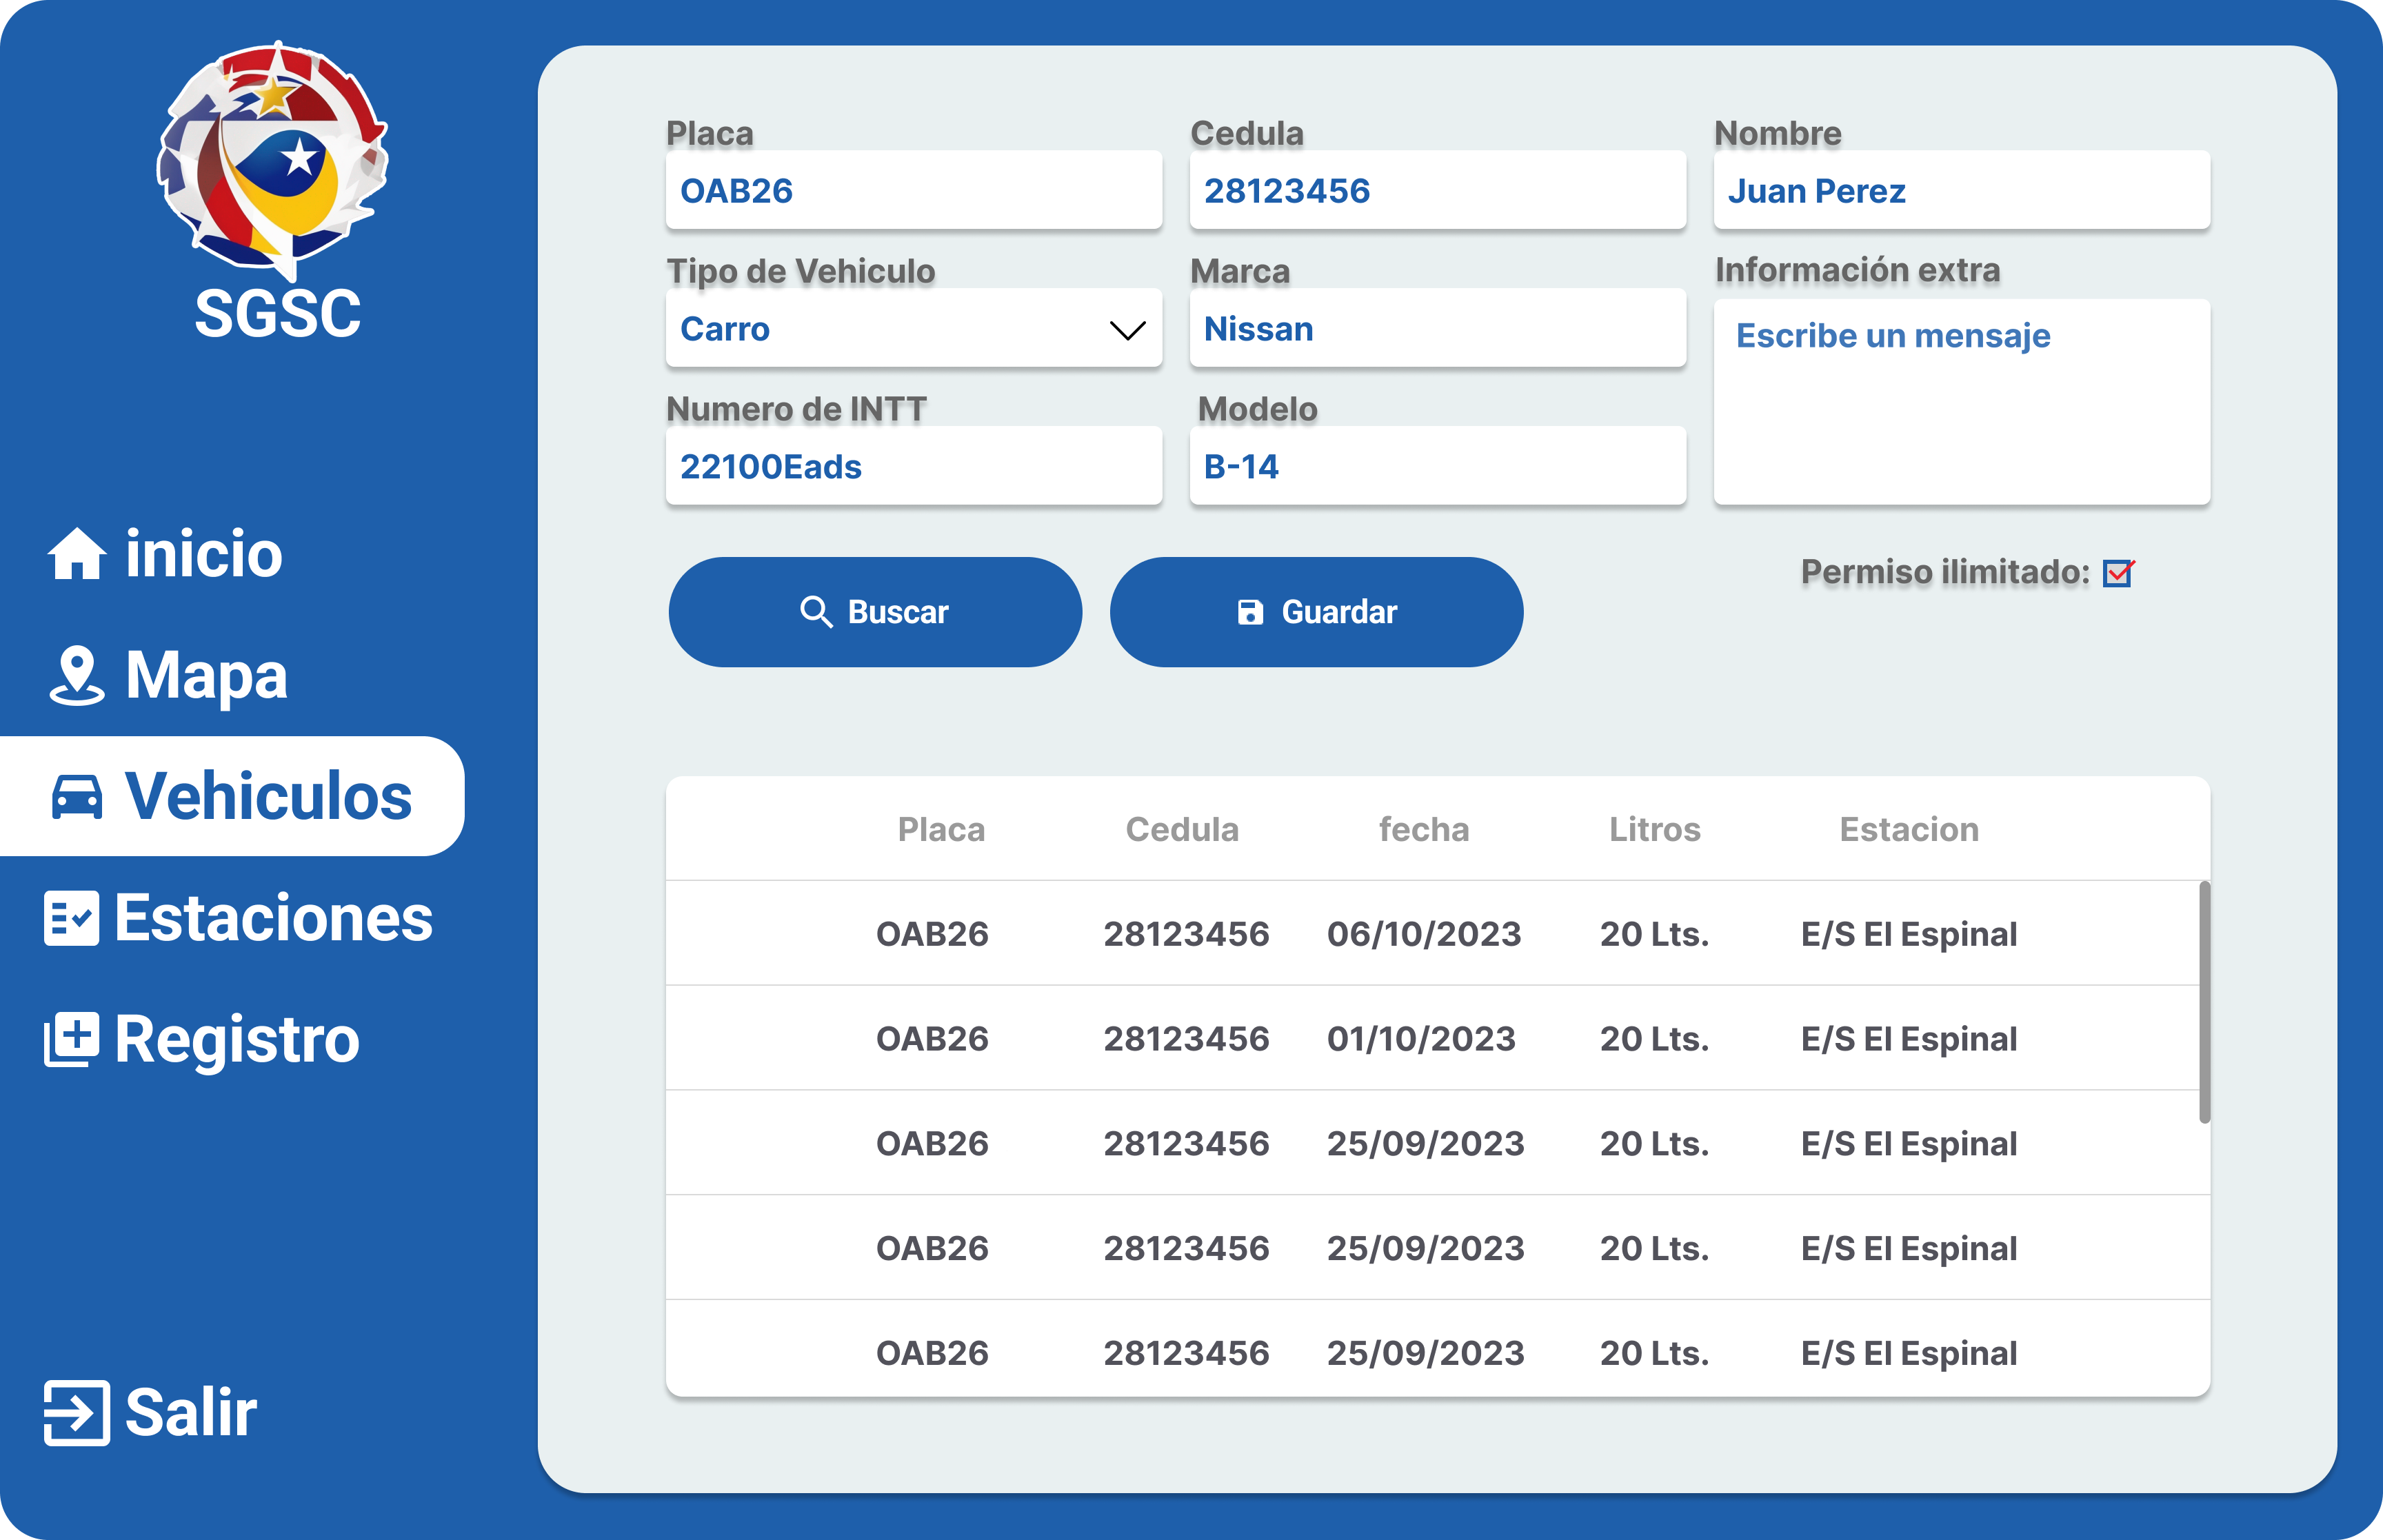 SGSC
inicio
Mapa
Vehiculos
Estaciones
Registro
Salir
Placa Cedula Nombre
OAB26 28123456 Juan Perez
Tipo de Vehiculo Marca Información extra
Carro Nissan Escribe un mensaje
Numero de INTT Modelo
22100Eads B-14
Buscar Guardar Permiso ilimitado:
Placa Cedula fecha Litros Estacion
OAB26 28123456 06/10/2023 20 Lts. E/S El Espinal
OAB26 28123456 01/10/2023 20 Lts. E/S El Espinal
OAB26 28123456 25/09/2023 20 Lts. E/S El Espinal
OAB26 28123456 25/09/2023 20 Lts. E/S El Espinal
OAB26 28123456 25/09/2023 20 Lts. E/S El Espinal